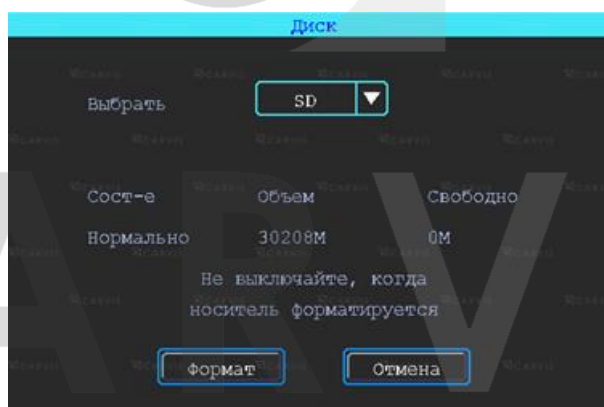 Диск
Выбрать SD
Сост-е Объем Свободно
Нормально 30208M 0M
Не выключайте, когда
носитель форматируется
Формат Отмена